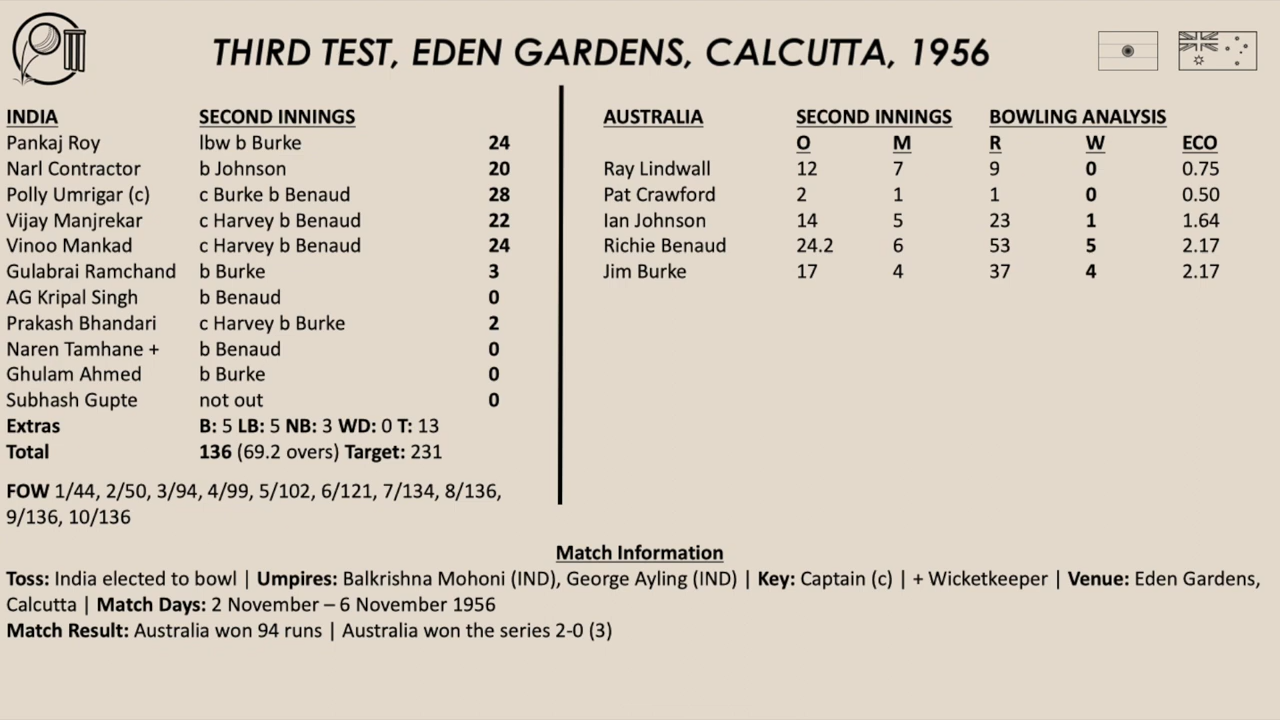 THIRD TEST, EDEN GARDENS, CALCUTTA, 1956
INDIA SECOND INNINGS
Pankaj Roy lbw b Burke 24
Narl Contractor b Johnson 20
Polly Umrigar (c) c Burke b Benaud 28
Vijay Manjrekar c Harvey b Benaud 22
Vinoo Mankad c Harvey b Benaud 24
Gulabrai Ramchand b Burke 3
AG Kripal Singh b Benaud 0
Prakash Bhandari c Harvey b Burke 2
Naren Tamhane + b Benaud 0
Ghulam Ahmed b Burke 0
Subhash Gupte not out 0
Extras B: 5 LB: 5 NB: 3 WD: 0 T: 13
Total 136 (69.2 overs) Target: 231
FOW 1/44, 2/50, 3/94, 4/99, 5/102, 6/121, 7/134, 8/136,
9/136, 10/136
AUSTRALIA SECOND INNINGS BOWLING ANALYSIS
O M R W ECO
Ray Lindwall 12 7 9 0 0.75
Pat Crawford 2 1 1 0 0.50
Ian Johnson 14 5 23 1 1.64
Richie Benaud 24.2 6 53 5 2.17
Jim Burke 17 4 37 4 2.17
Match Information
Toss: India elected to bowl | Umpires: Balkrishna Mohoni (IND), George Ayling (IND) | Key: Captain (c) | + Wicketkeeper | Venue: Eden Gardens,
Calcutta | Match Days: 2 November – 6 November 1956
Match Result: Australia won 94 runs | Australia won the series 2-0 (3)